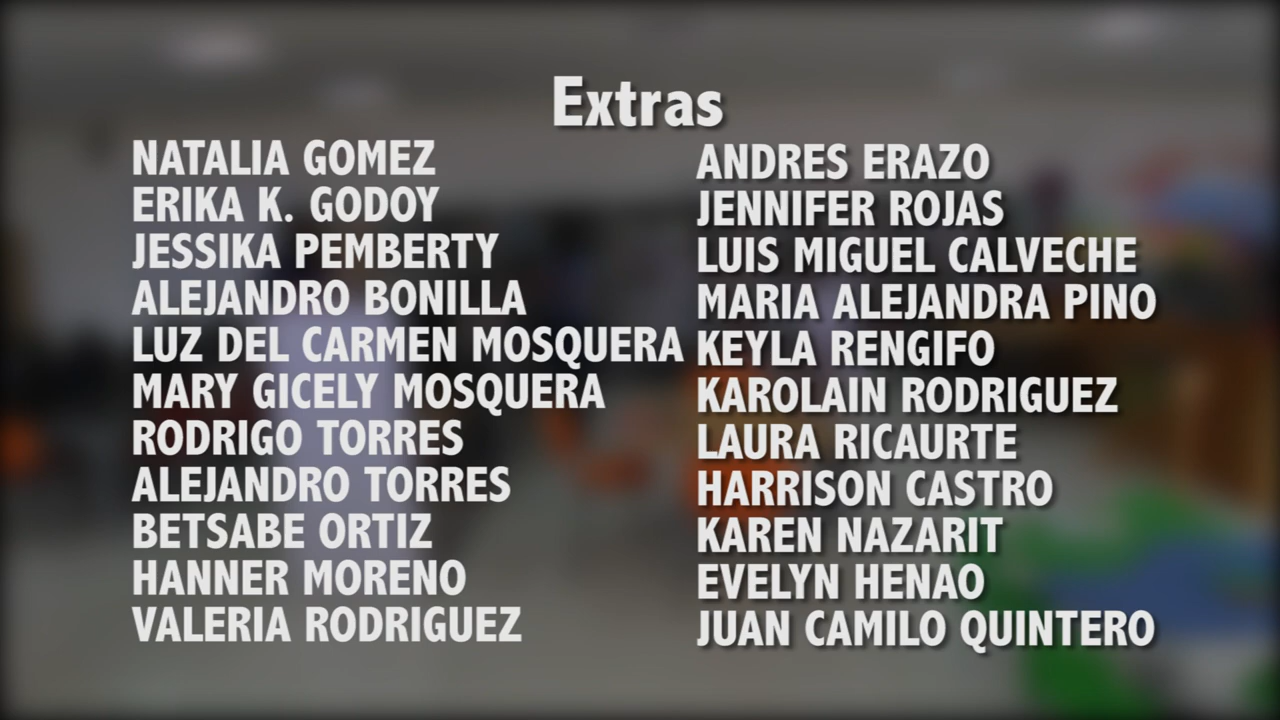 Extras
NATALIA GOMEZ
ERIKA K. GODOY
JESSIKA PEMBERTY
ALEJANDRO BONILLA
LUZ DEL CARMEN MOSQUERA
MARY GICELY MOSQUERA
RODRIGO TORRES
ALEJANDRO TORRES
BETSABE ORTIZ
HANNER MORENO
VALERIA RODRIGUEZ
ANDRES ERAZO
JENNIFER ROJAS
LUIS MIGUEL CALVECHE
MARIA ALEJANDRA PINO
KEYLA RENGIFO
KAROLAIN RODRIGUEZ
LAURA RICAURTE
HARRISON CASTRO
KAREN NAZARIT
EVELYN HENAO
JUAN CAMILO QUINTERO